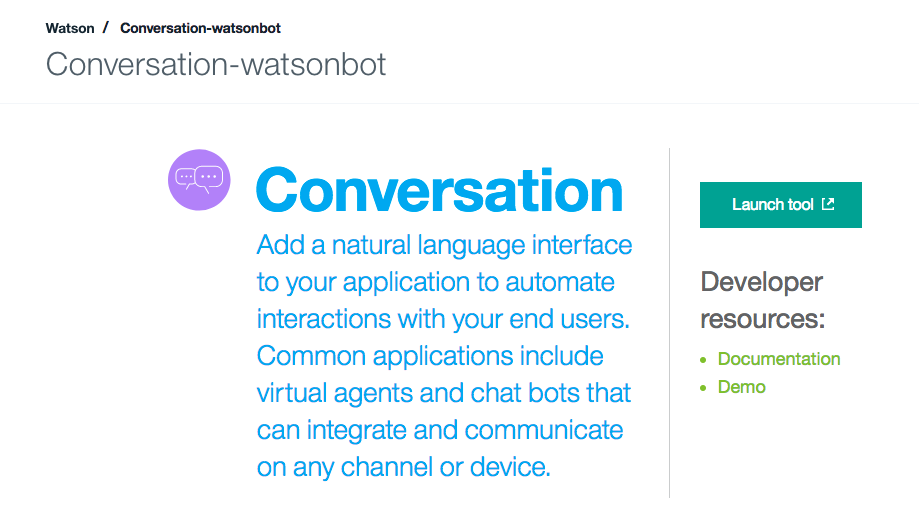 Watson / Conversation-watsonbot
Conversation-watsonbot
Conversation
Add a natural language interface
to your application to automate
interactions with your end users.
Common applications include
virtual agents and chat bots that
can integrate and communicate
on any channel or device.
Launch tool
Developer
resources:
Documentation
Demo